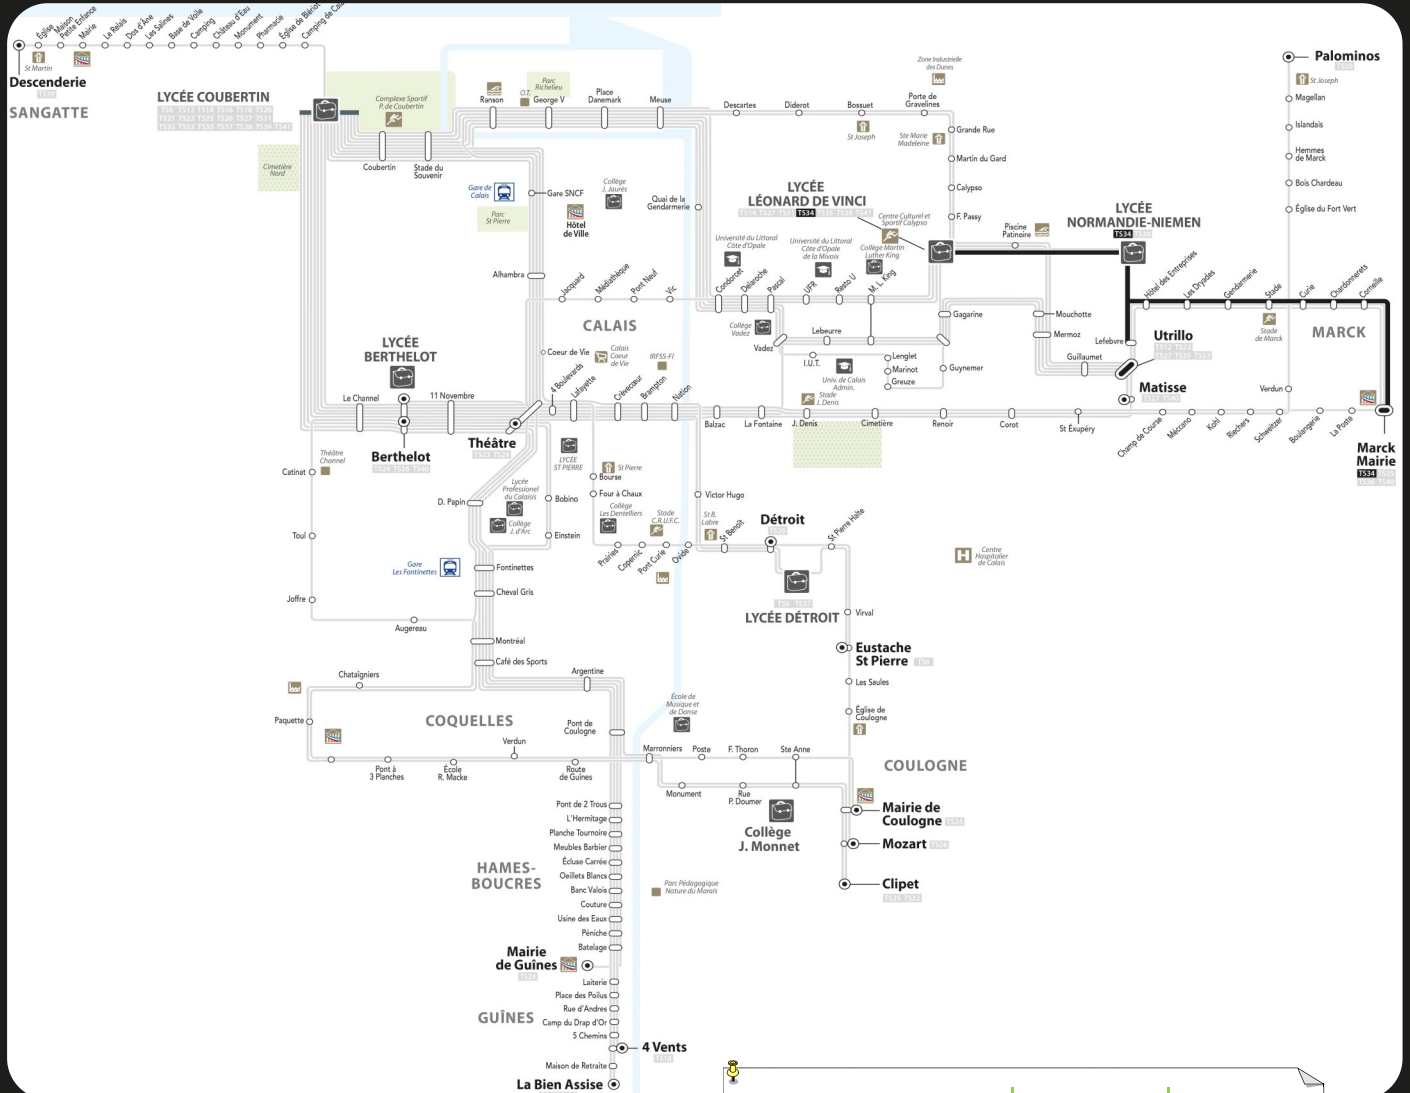 Église
Maison
Petite Enfance
Mairie
Le Relais
Dos d'Âne
Les Salines
Base de Voile
Camping
Château d'Eau
Monument
Pharmacie
Église de Blériot
St Martin
Descenderie
SANGATTE
LYCÉE COUBERTIN
Complexe Sportif
P. de Coubertin
Cimetière
Nord
Coubertin
Stade du
Souvenir
Ranson
O.T.
Parc
Richelieu
George V
Place
Danemark
Meuse
Descartes
Diderot
Bossuet
St Joseph
Zone Industrielle
des Dunes
Porte de
Gravelines
Ste Marie
Madeleine
Grande Rue
Martin du Gard
Calypso
F. Passy
Palominos
St Joseph
Magellan
Islandais
Hemmes
de Marck
Bois Chardeau
Église du Fort Vert
Gare de
Calais
Gare SNCF
Parc
St Pierre
Collège
J. Jaurès
Hôtel
de Ville
Quai de la
Gendarmerie
LYCÉE
LÉONARD DE VINCI
TS34
Centre Culturel et
Sportif Calypso
Université du Littoral
Côte d'Opale
Université du Littoral
Côte d'Opale
de la Mivoix
Collège Martin
Luther King
Piscine
Patinoire
LYCÉE
NORMANDIE-NIEMEN
TS34
Alhambra
Jacquard
Médiathèque
Pont Neuf
Vic
Condorcet
Delaroche
Pascal
UFR
Resto U
M. L. King
Hôtel des Entreprises
Les Dryades
Gendarmerie
Stade
Curie
Chardonnerets
Corneille
CALAIS
Collège
Vadez
Vadez
Lebeurre
Gagarine
Mouchotte
Mermoz
Lefebvre
Utrillo
Stade
de Marck
MARCK
LYCÉE
BERTHELOT
Coeur de Vie
Calais
Coeur
de Vie
IRFSS-FI
I.U.T.
Univ. de Calais
Admin.
Lenglet
Marinot
Greuze
Guynemer
Guillaumet
Matisse
Verdun
Le Channel
11 Novembre
4 Boulevards
Lafayette
Crèvecœur
Brampton
Nation
Balzac
La Fontaine
Stade
J. Denis
J. Denis
Cimetière
Renoir
Corot
St Exupéry
Champ de Course
Méccano
Kohl
Riechers
Schweitzer
Boulangerie
La Poste
Marck
Mairie
TS34
Théâtre
Berthelot
Théâtre
Channel
Catinat
LYCÉE
ST PIERRE
St Pierre
Bourse
Four à Chaux
Lycée
Professionel
du Calaisis
Collège
J. d'Arc
D. Papin
Bobino
Collège
Les Dentelliers
Stade
C.R.U.F.C.
Victor Hugo
St B.
Labre
St Benoît
Détroit
St Pierre Halte
Toul
Einstein
Prairies
Copernic
Pont Curie
Ovide
Centre
Hospitalier
de Calais
Gare
Les Fontinettes
Fontinettes
Cheval Gris
LYCÉE DÉTROIT
Joffre
Augereau
Montréal
Café des Sports
Virval
Eustache
St Pierre
Chataîgniers
Argentine
Les Saules
École de
Musique et
de Danse
Église de
Coulogne
Paquette
COQUELLES
Pont de
Coulogne
Verdun
Marronniers
Poste
F. Thoron
Ste Anne
COULOGNE
Pont à
3 Planches
École
R. Macke
Route
de Guînes
Monument
Rue
P. Doumer
Collège
J. Monnet
Mairie de
Coulogne
Mozart
Clipet
Pont de 2 Trous
L'Hermitage
Planche Tournoire
Meubles Barbier
Écluse Carrée
Oeillets Blancs
Banc Valois
Couture
Usine des Eaux
Péniche
Batelage
HAMES-
BOUCRES
Parc Pédagogique
Nature du Marais
Mairie
de Guînes
Laiterie
Place des Poilus
Rue d'Andres
Camp du Drap d'Or
5 Chemins
GUÎNES
4 Vents
Maison de Retraite
La Bien Assise